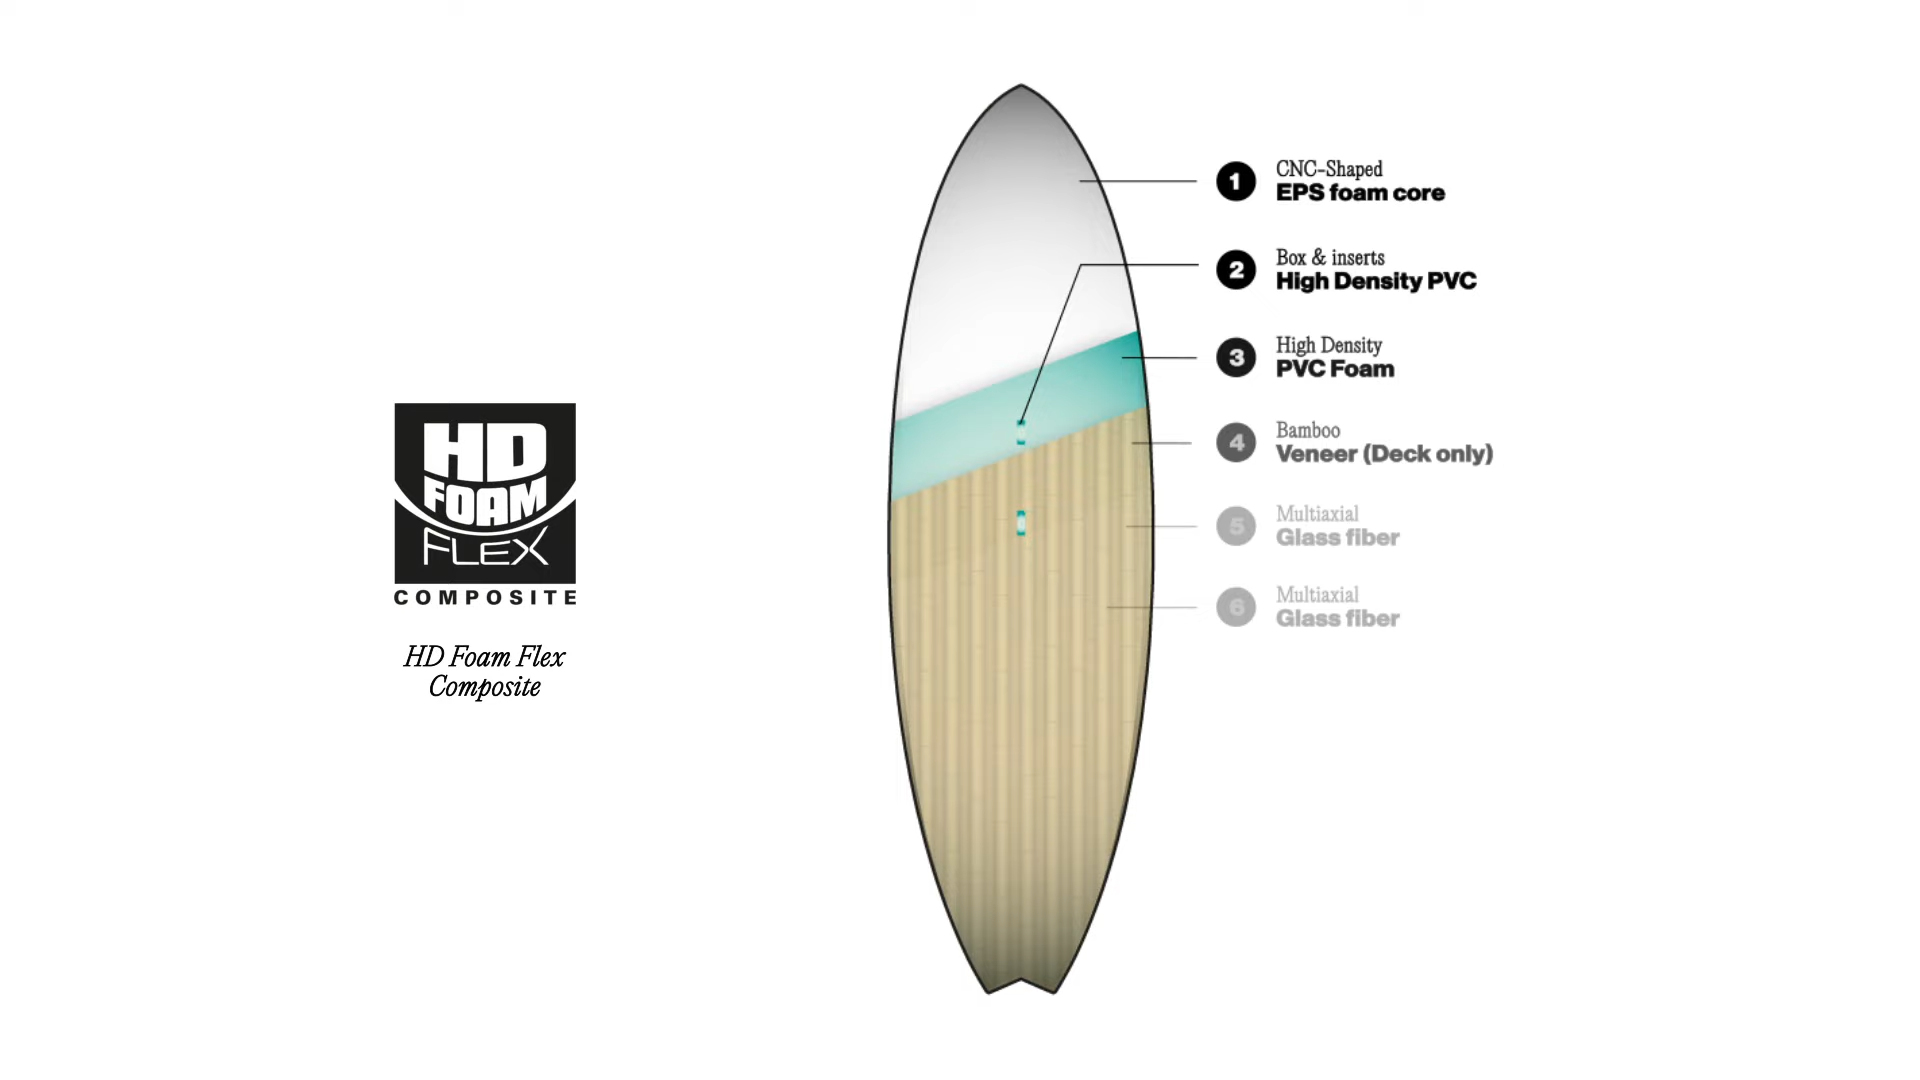 HD
FOAM
FLEX
COMPOSITE
HD Foam Flex
Composite
1
CNC-Shaped
EPS foam core
2
Box & inserts
High Density PVC
3
High Density
PVC Foam
4
Bamboo
Veneer (Deck only)
5
Multiaxial
Glass fiber
6
Multiaxial
Glass fiber